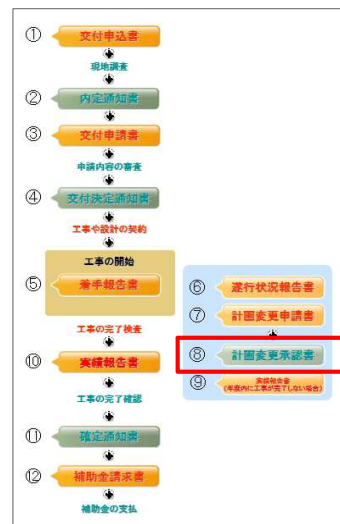 ① 交付申込書
現地調査
② 内定通知書
③ 交付申請書
申請内容の審査
④ 交付決定通知書
工事や設計の契約
工事の開始
⑤ 着手報告書
工事の完了検査
⑩ 実績報告書
工事の完了確認
⑪ 確定通知書
⑫ 補助金請求書
補助金の支払
⑥ 遂行状況報告書
⑦ 計画変更申請書
⑧ 計画変更承認書
⑨ 実績報告書
(年度内に工事が完了しない場合)